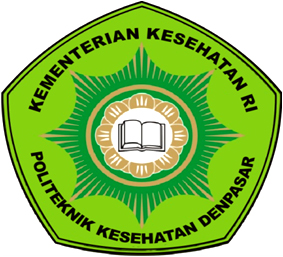 KEMENTERIAN KESEHATAN RI
POLITEKNIK KESEHATAN DENPASAR